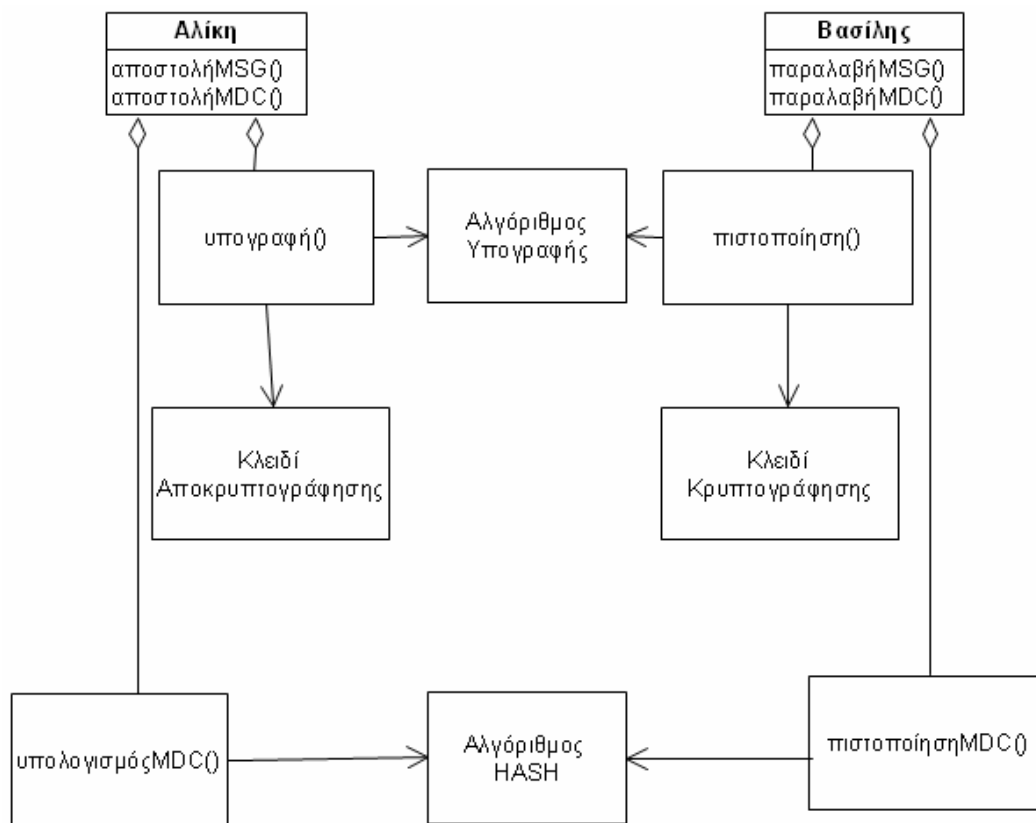 Αλίκη
αποστολήMSG()
αποστολήMDC()
Βασίλης
παραλαβήMSG()
παραλαβήMDC()
υπογραφή()
Αλγόριθμος
Υπογραφής
πιστοποίηση()
Κλειδί
Αποκρυπτογράφησης
Κλειδί
Κρυπτογράφησης
υπολογισμόςMDC()
Αλγόριθμος
HASH
πιστοποίησηMDC()